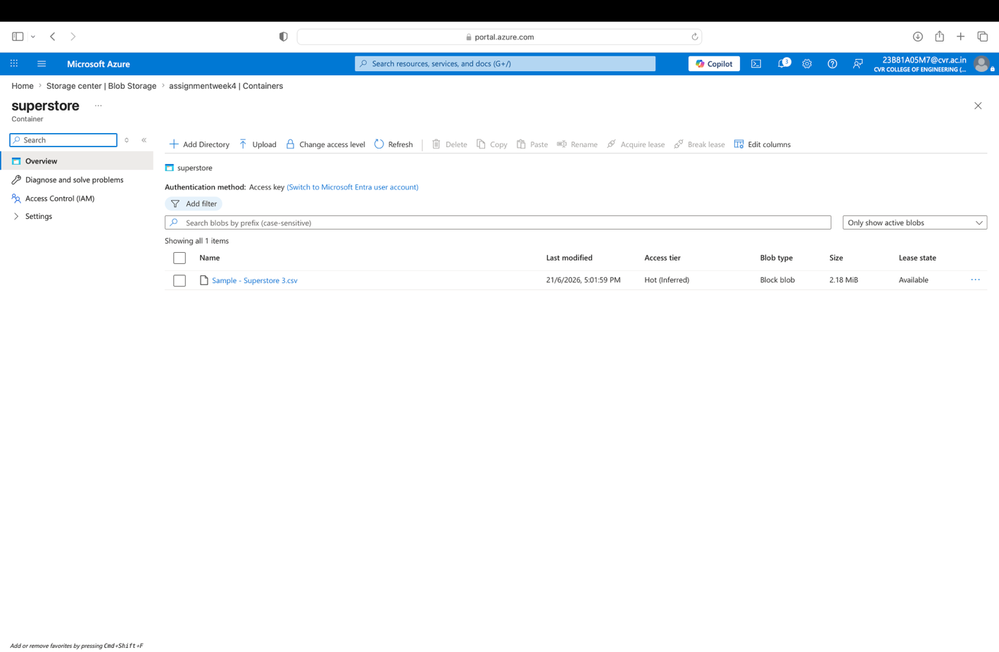 portal.azure.com
Microsoft Azure
Search resources, services, and docs (G+/)
Copilot
3
23B81A05M7@cvr.ac.in
CVR COLLEGE OF ENGINEERING (...
Home > Storage center | Blob Storage > assignmentweek4 | Containers
superstore ...
Container
Search
Overview
Diagnose and solve problems
Access Control (IAM)
Settings
Add Directory Upload Change access level Refresh Delete Copy Paste Rename Acquire lease Break lease Edit columns
superstore
Authentication method: Access key (Switch to Microsoft Entra user account)
Add filter
Search blobs by prefix (case-sensitive)
Only show active blobs
Showing all 1 items
Name Last modified Access tier Blob type Size Lease state
Sample - Superstore 3.csv 21/6/2026, 5:01:59 PM Hot (Inferred) Block blob 2.18 MiB Available ...
Add or remove favorites by pressing Cmd+Shift+F